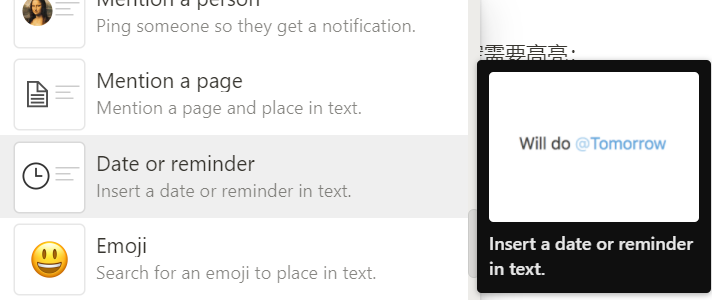 Mention a person
Ping someone so they get a notification.
Mention a page
Mention a page and place in text.
Date or reminder
Insert a date or reminder in text.
Emoji
Search for an emoji to place in text.
需要高亮：
Will do @Tomorrow
Insert a date or reminder
in text.